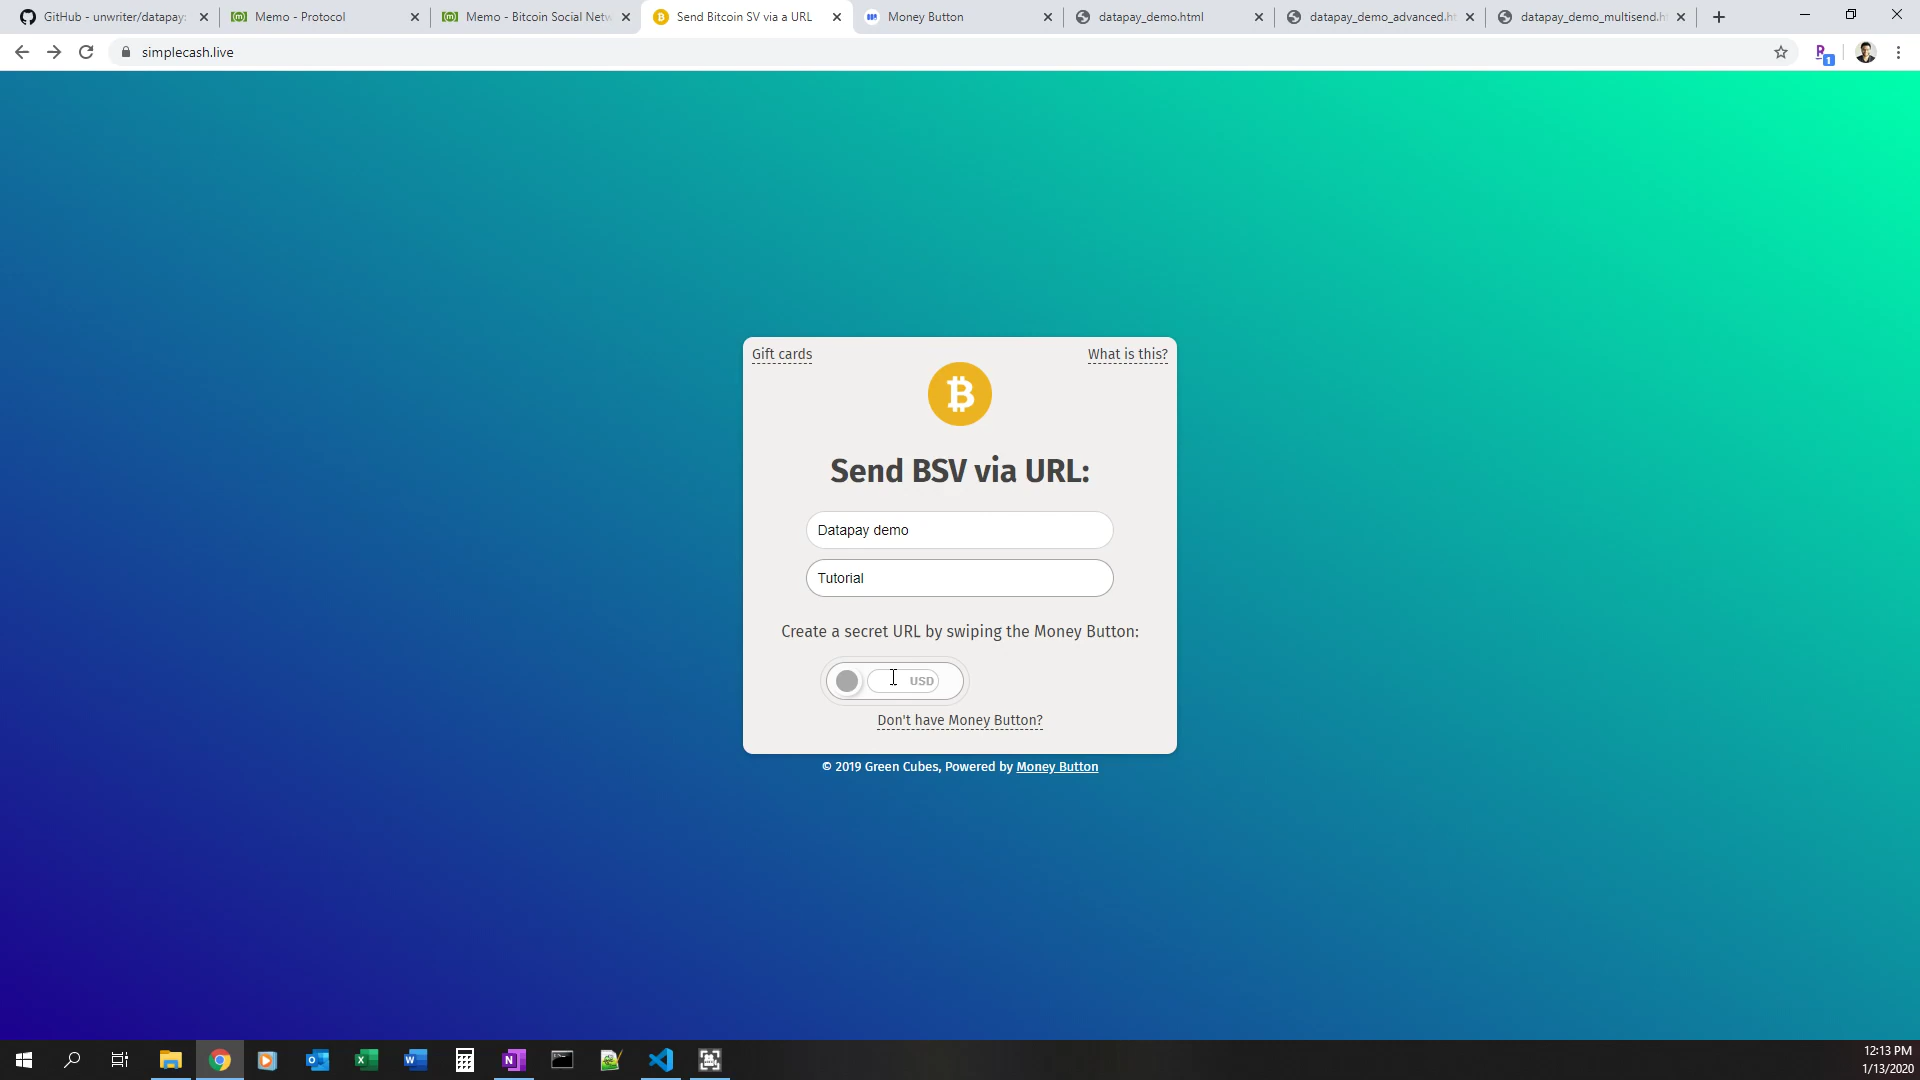 GitHub - unwriter/datapay:
Memo - Protocol
Memo - Bitcoin Social Netw
Send Bitcoin SV via a URL
Money Button
datapay_demo.html
datapay_demo_advanced.ht
datapay_demo_multisend.ht
simplecash.live
1
Gift cards
What is this?
Send BSV via URL:
Datapay demo
Tutorial
Create a secret URL by swiping the Money Button:
USD
Don't have Money Button?
© 2019 Green Cubes, Powered by Money Button
12:13 PM
1/13/2020